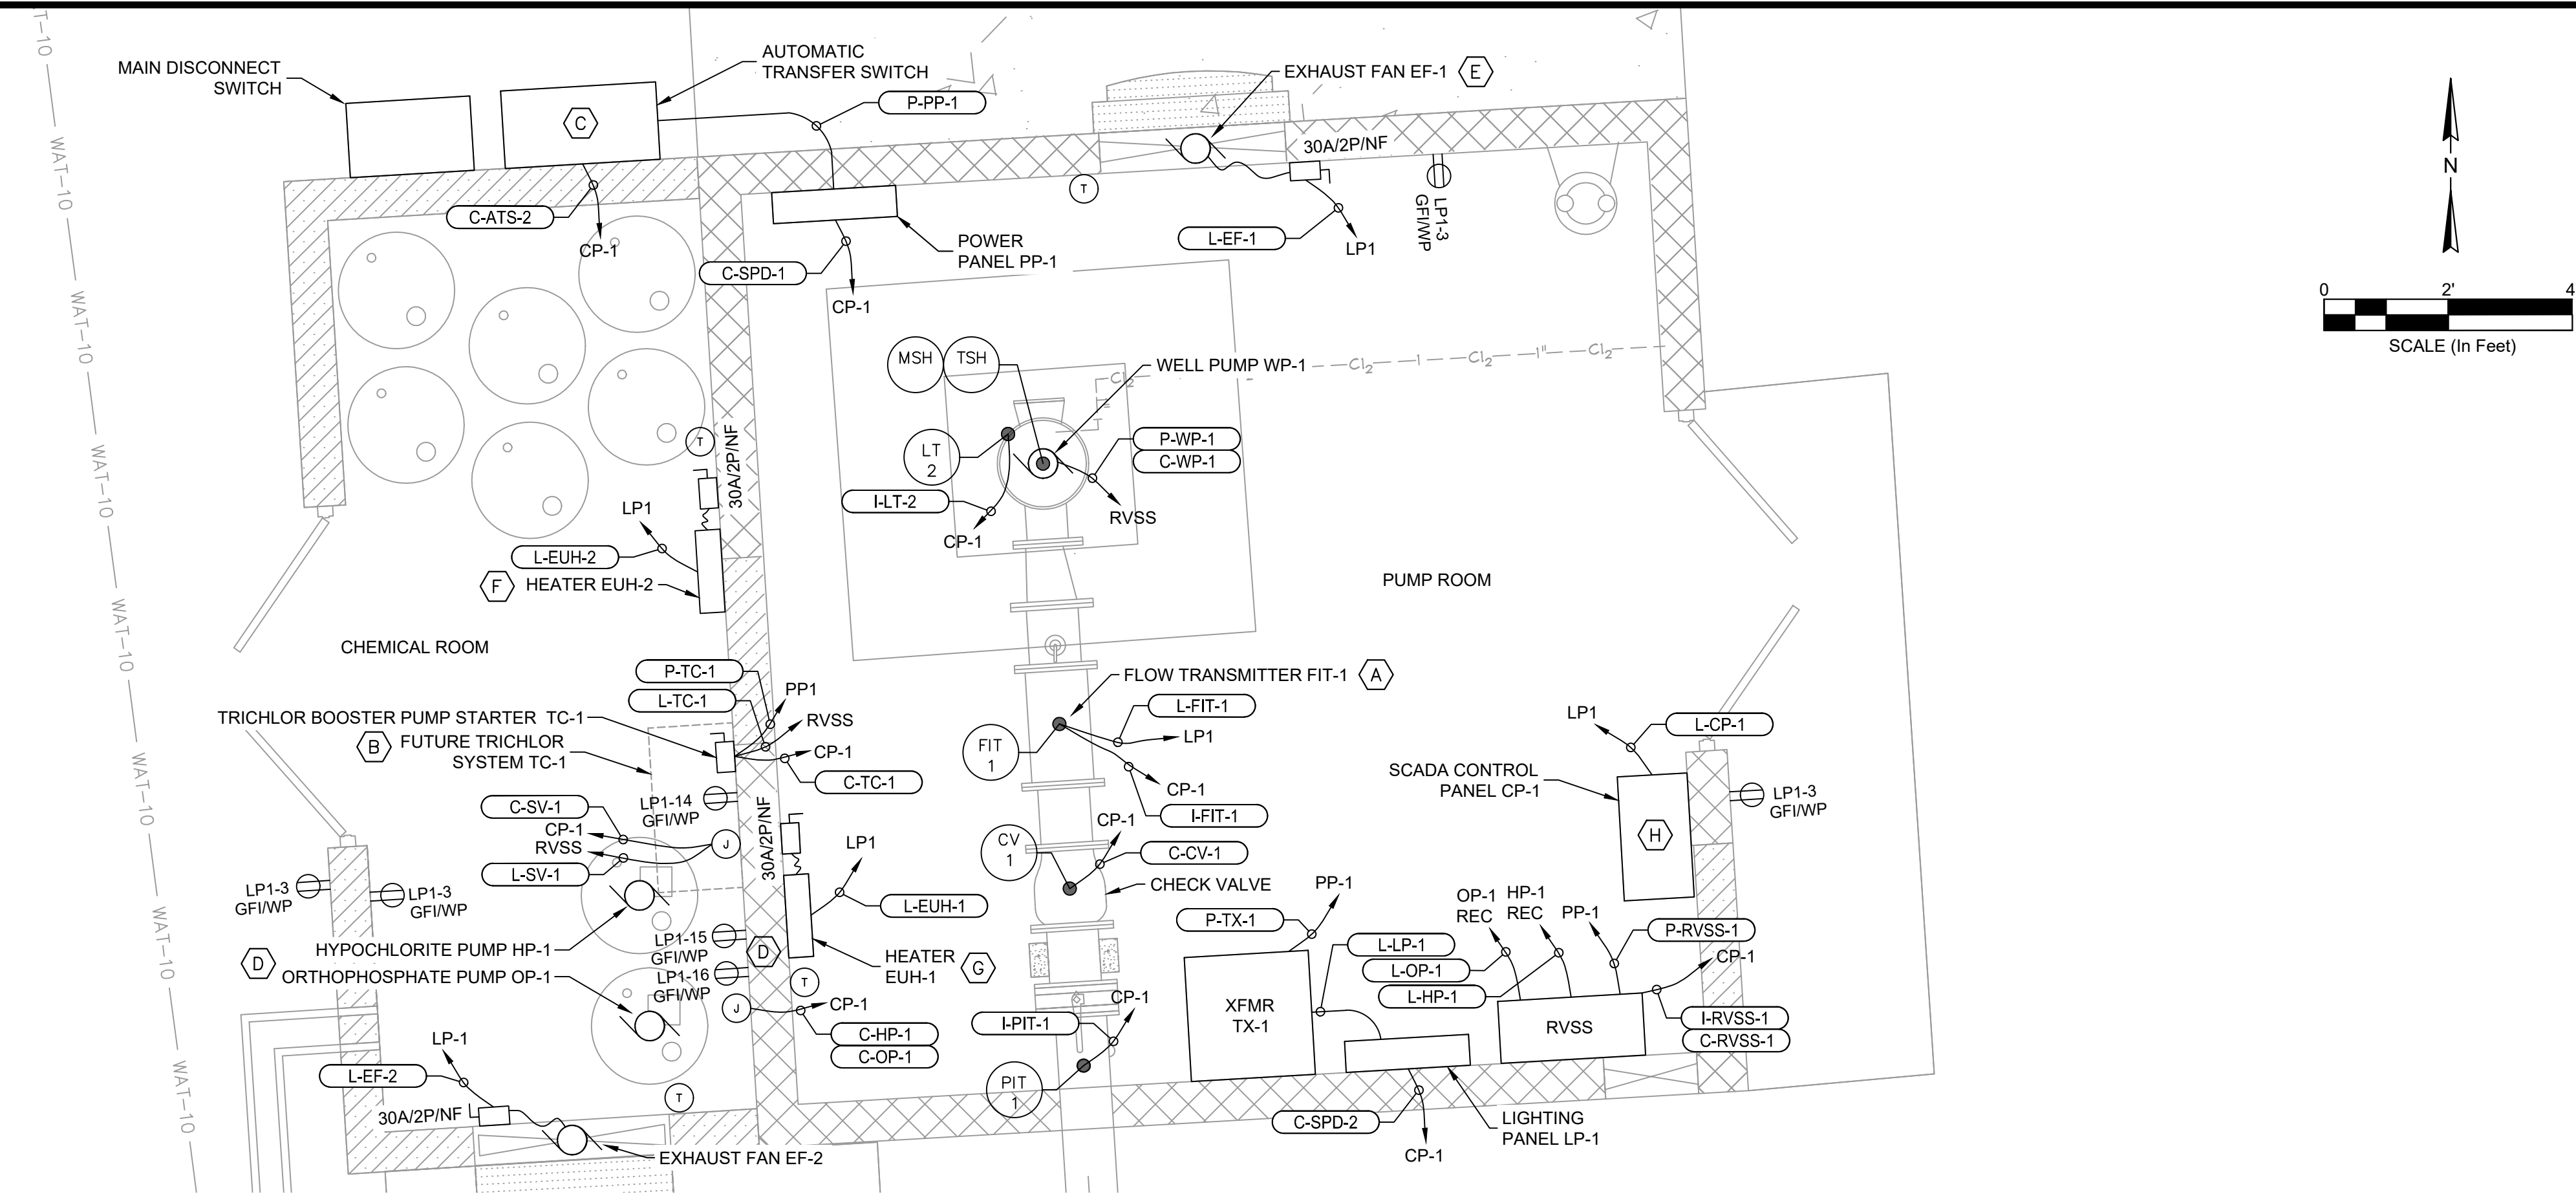 WAT-10
WAT-10
WAT-10
WAT-10
WAT-10
WAT-10
WAT-10
WAT-10
T-10
MAIN DISCONNECT
SWITCH
AUTOMATIC
TRANSFER SWITCH
C
P-PP-1
C-ATS-2
CP-1
EXHAUST FAN EF-1
E
30A/2P/NF
T
L-EF-1
LP1
LP1-3
GFI/WP
N
0 2' 4
SCALE (In Feet)
POWER
PANEL PP-1
C-SPD-1
CP-1
MSH
TSH
WELL PUMP WP-1
Cl2
Cl2
1
Cl2
1"
Cl2
LT
2
P-WP-1
C-WP-1
RVSS
I-LT-2
CP-1
T
30A/2P/NF
LP1
L-EUH-2
F
HEATER EUH-2
PUMP ROOM
CHEMICAL ROOM
P-TC-1
L-TC-1
PP1
RVSS
CP-1
C-TC-1
TRICHLOR BOOSTER PUMP STARTER TC-1
B
FUTURE TRICHLOR
SYSTEM TC-1
FLOW TRANSMITTER FIT-1
A
FIT
1
L-FIT-1
LP1
CP-1
I-FIT-1
LP1
L-CP-1
SCADA CONTROL
PANEL CP-1
H
LP1-3
GFI/WP
C-SV-1
CP-1
RVSS
L-SV-1
LP1-14
GFI/WP
J
30A/2P/NF
LP1
L-EUH-1
CV
1
CP-1
C-CV-1
CHECK VALVE
LP1-3
GFI/WP
LP1-3
GFI/WP
HYPOCHLORITE PUMP HP-1
D
ORTHOPHOSPHATE PUMP OP-1
LP1-15
GFI/WP
LP1-16
GFI/WP
D
HEATER
EUH-1
G
T
J
CP-1
C-HP-1
C-OP-1
I-PIT-1
CP-1
PIT
1
P-TX-1
PP-1
XFMR
TX-1
L-LP-1
L-OP-1
L-HP-1
OP-1
REC
HP-1
REC
PP-1
P-RVSS-1
CP-1
RVSS
I-RVSS-1
C-RVSS-1
C-SPD-2
CP-1
LIGHTING
PANEL LP-1
LP-1
L-EF-2
30A/2P/NF
T
EXHAUST FAN EF-2